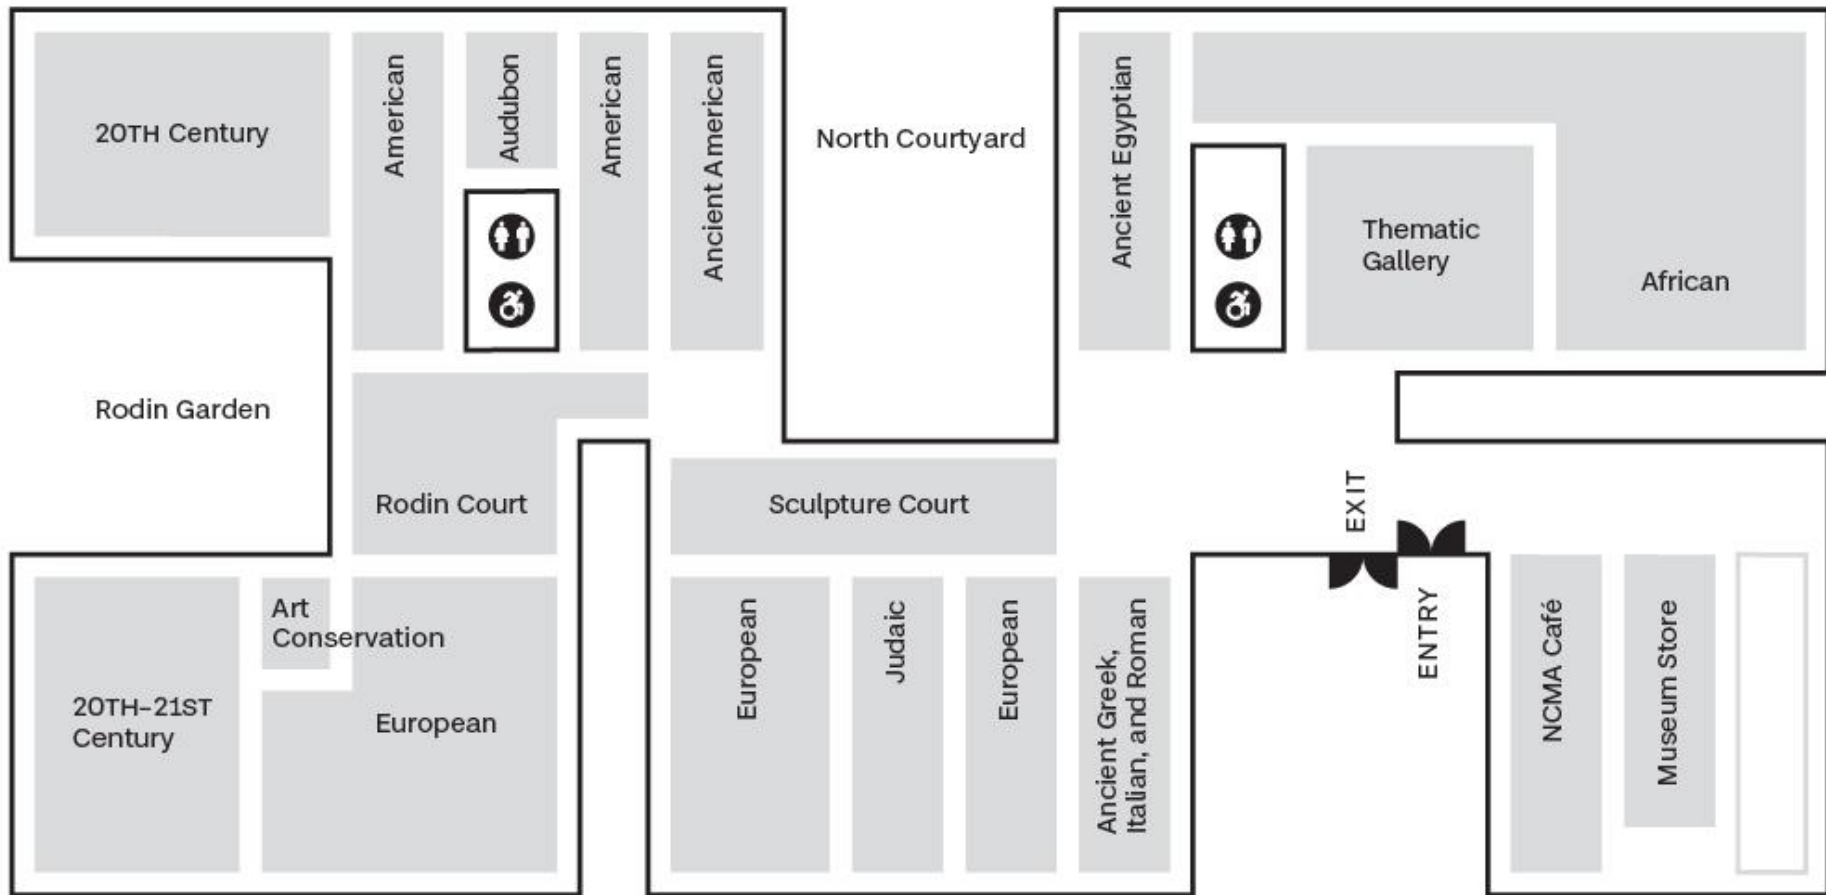 20TH Century
American
Audubon
American
Ancient American
North Courtyard
Ancient Egyptian
Thematic
Gallery
African
Rodin Garden
Rodin Court
Sculpture Court
EXIT
ENTRY
Art
Conservation
20TH–21ST
Century
European
European
Judaic
European
Ancient Greek,
Italian, and Roman
NCMA Café
Museum Store